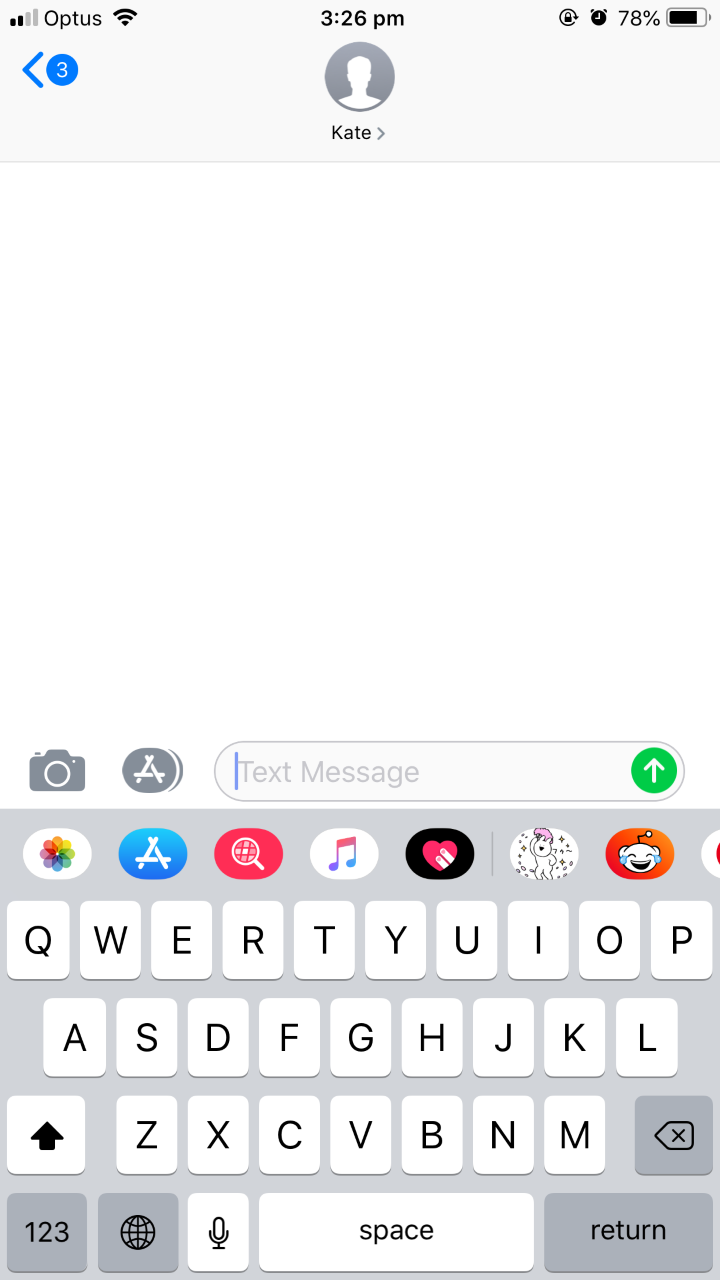 Optus 3:26 pm 78%
3
Kate
Text Message
Q W E R T Y U I O P
A S D F G H J K L
Z X C V B N M
123 space return